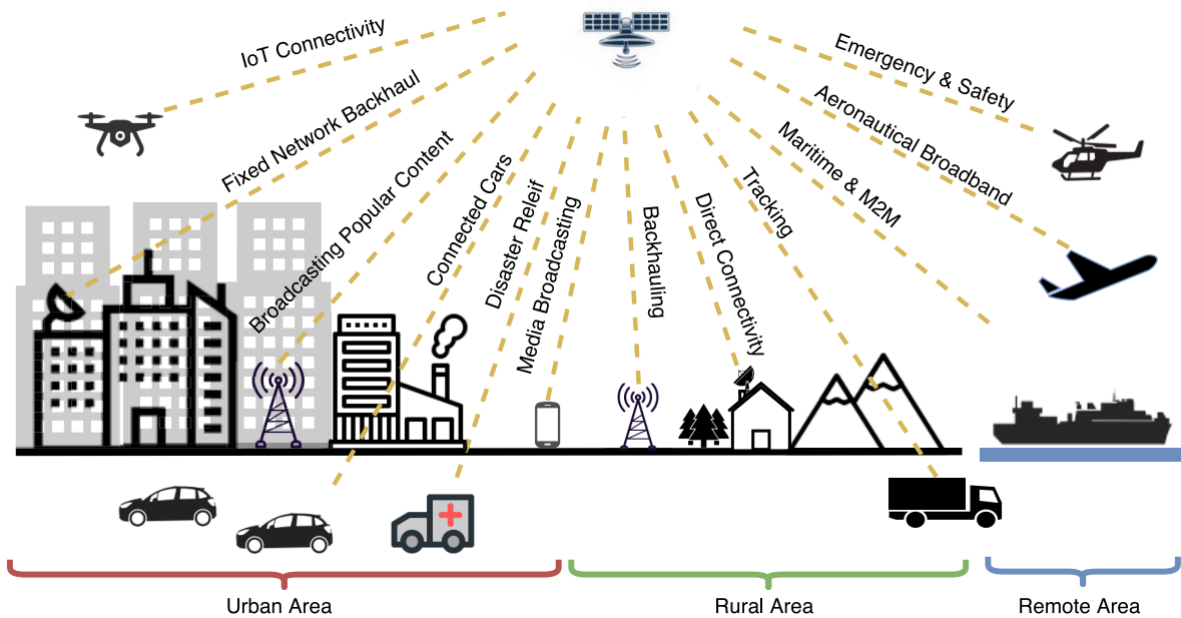 IoT Connectivity
Fixed Network Backhaul
Broadcasting Popular Content
Connected Cars
Disaster Releif
Media Broadcasting
Backhauling
Direct Connectivity
Tracking
Maritime & M2M
Aeronautical Broadband
Emergency & Safety
Urban Area
Rural Area
Remote Area